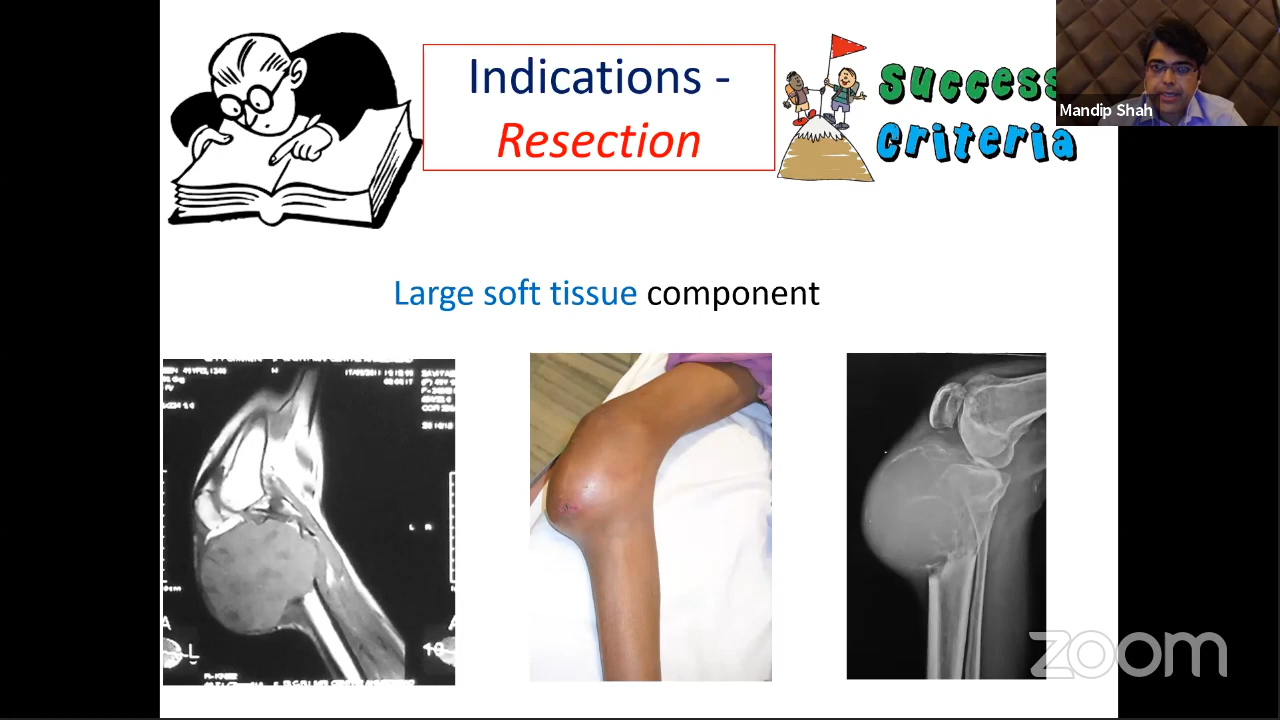 Indications -
Resection
Success
Criteria
Mandip Shah
Large soft tissue component
L R
A
L
zoom